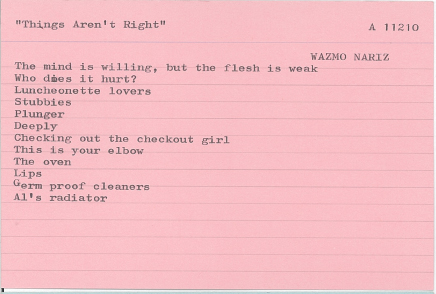 "Things Aren't Right"
A 11210
WAZMO NARIZ
The mind is willing, but the flesh is weak
Who does it hurt?
Luncheonette lovers
Stubbies
Plunger
Deeply
Checking out the checkout girl
This is your elbow
The oven
Lips
Germ proof cleaners
Al's radiator